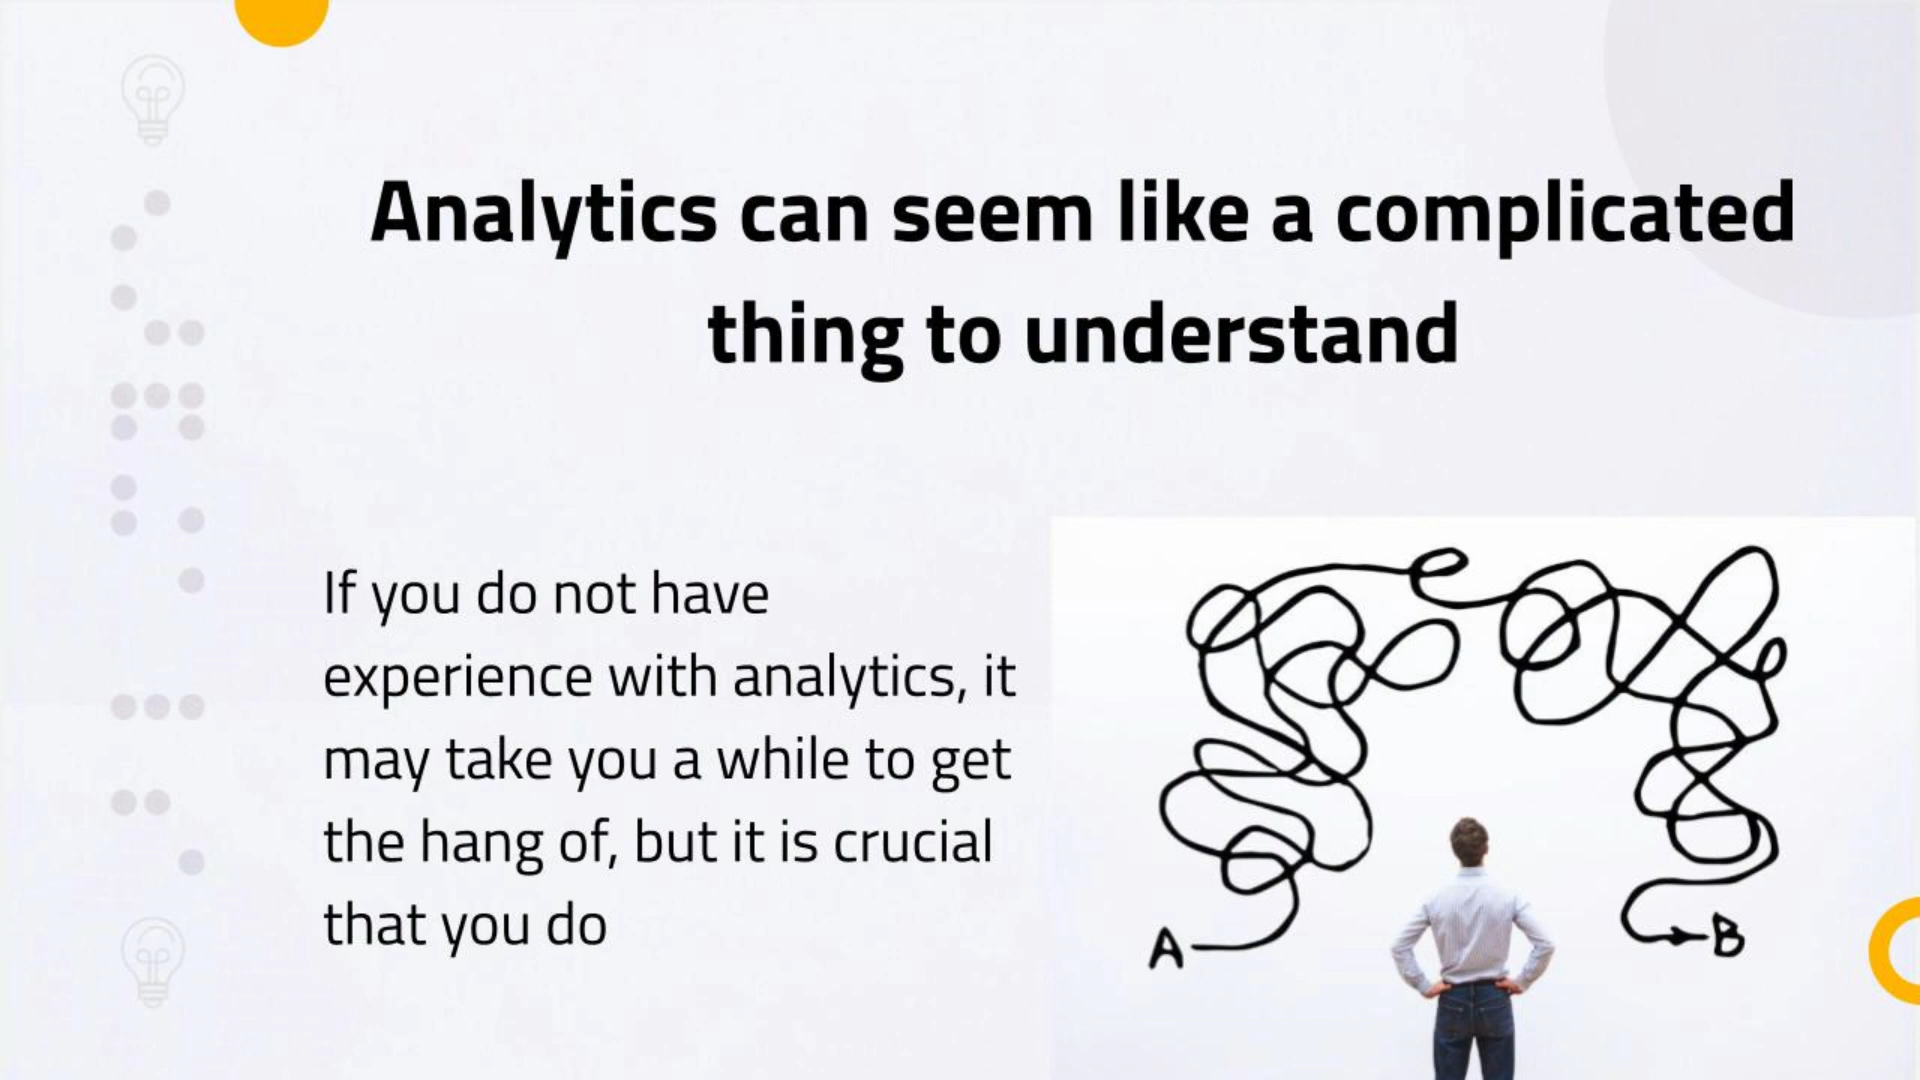 Analytics can seem like a complicated
thing to understand
If you do not have
experience with analytics, it
may take you a while to get
the hang of, but it is crucial
that you do
A
B